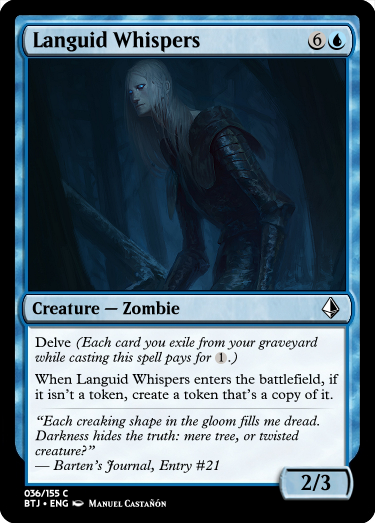 Languid Whispers 6
Creature — Zombie
Delve (Each card you exile from your graveyard
while casting this spell pays for 1.)
When Languid Whispers enters the battlefield, if
it isn't a token, create a token that's a copy of it.
“Each creaking shape in the gloom fills me dread.
Darkness hides the truth: mere tree, or twisted
creature?”
— Barten's Journal, Entry #21
2/3
036/155 C
BTJ • ENG Manuel Castañón